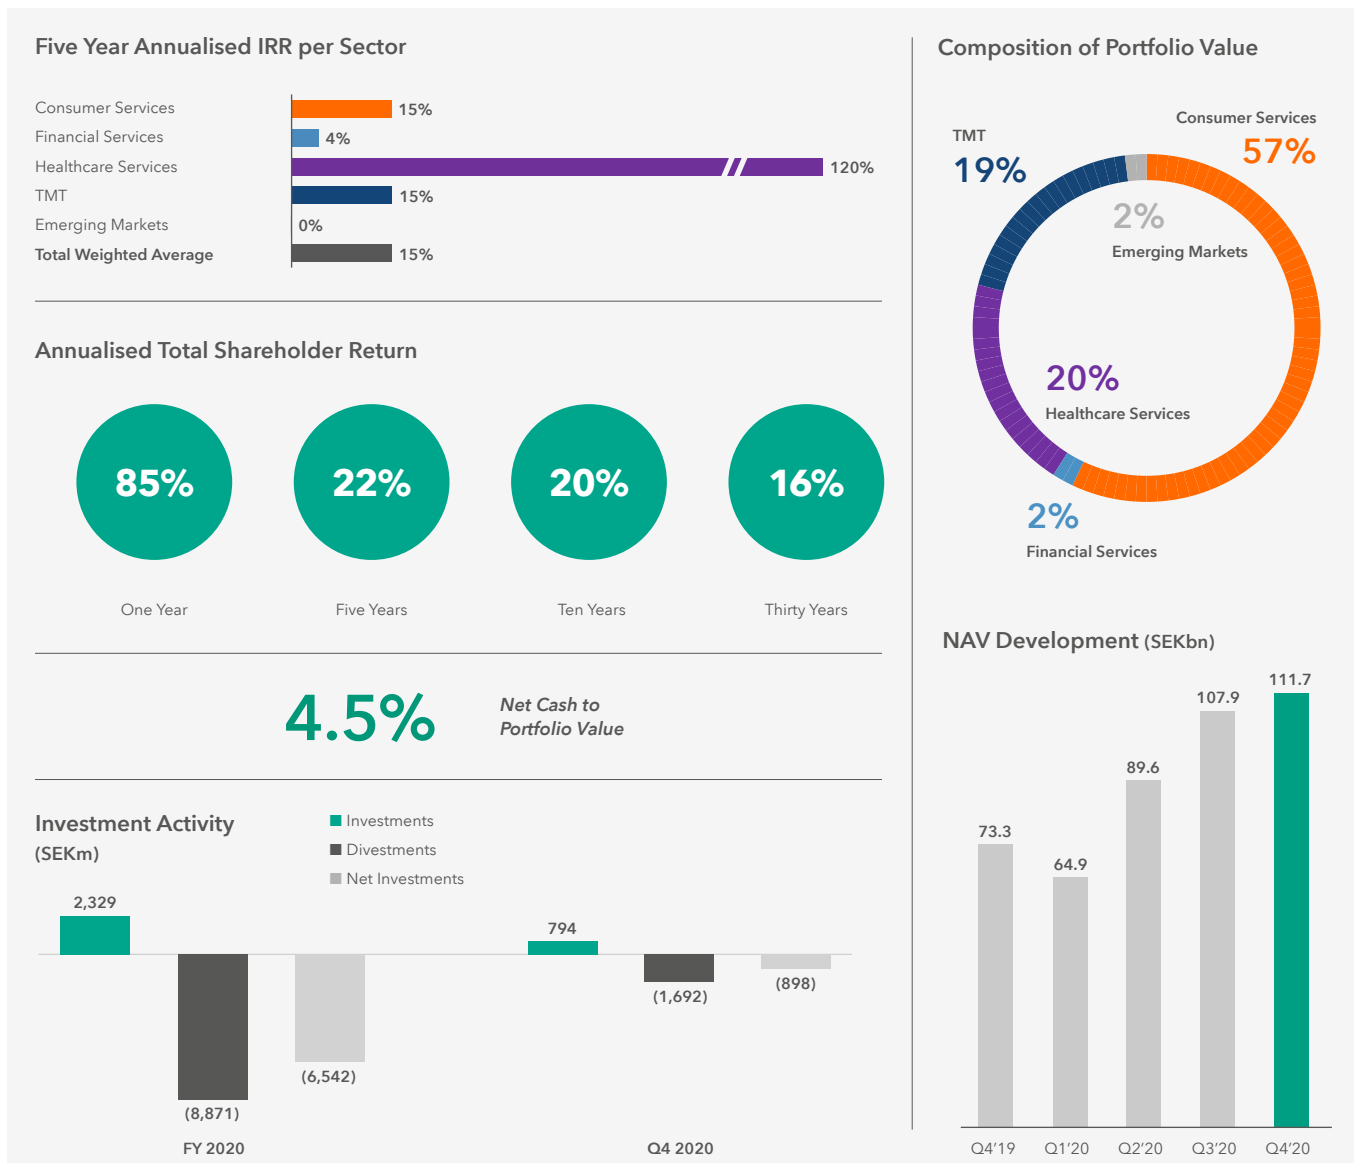 Five Year Annualised IRR per Sector
Consumer Services 15%
Financial Services 4%
Healthcare Services 120%
TMT 15%
Emerging Markets 0%
Total Weighted Average 15%
Annualised Total Shareholder Return
85% 22% 20% 16%
One Year Five Years Ten Years Thirty Years
4.5%
Net Cash to
Portfolio Value
Investment Activity
(SEKm)
Investments
Divestments
Net Investments
2,329
(8,871)
(6,542)
FY 2020
794
(1,692)
(898)
Q4 2020
Composition of Portfolio Value
Consumer Services
57%
TMT
19%
2%
Emerging Markets
20%
Healthcare Services
2%
Financial Services
NAV Development (SEKbn)
73.3 64.9 89.6 107.9 111.7
Q4’19 Q1’20 Q2’20 Q3’20 Q4’20